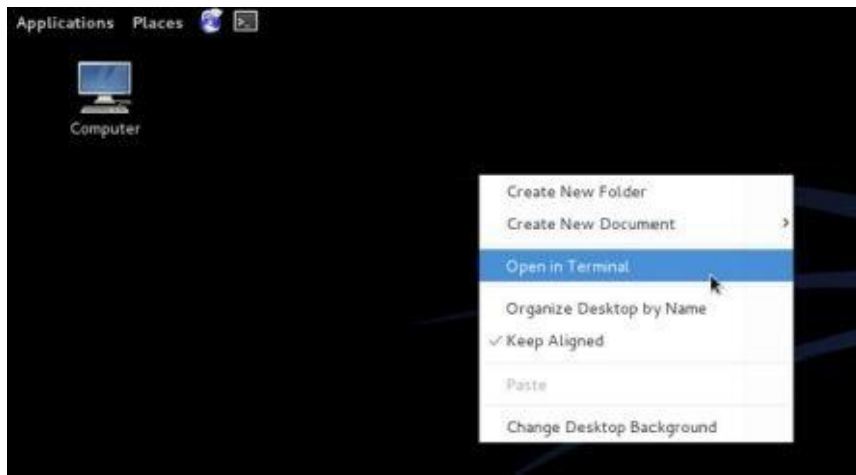 Applications Places
Computer
Create New Folder
Create New Document
Open in Terminal
Organize Desktop by Name
Keep Aligned
Paste
Change Desktop Background